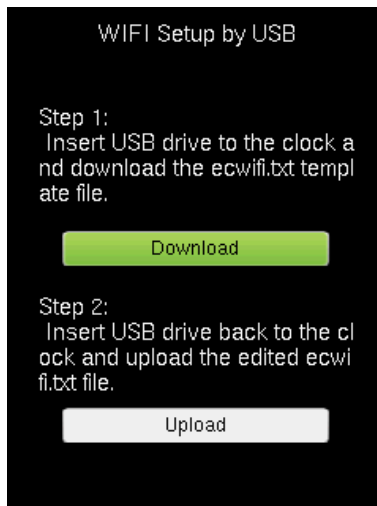 WIFI Setup by USB
Step 1:
Insert USB drive to the clock a
nd download the ecwifi.txt templ
ate file.
Download
Step 2:
Insert USB drive back to the cl
ock and upload the edited ecwi
fi.txt file.
Upload